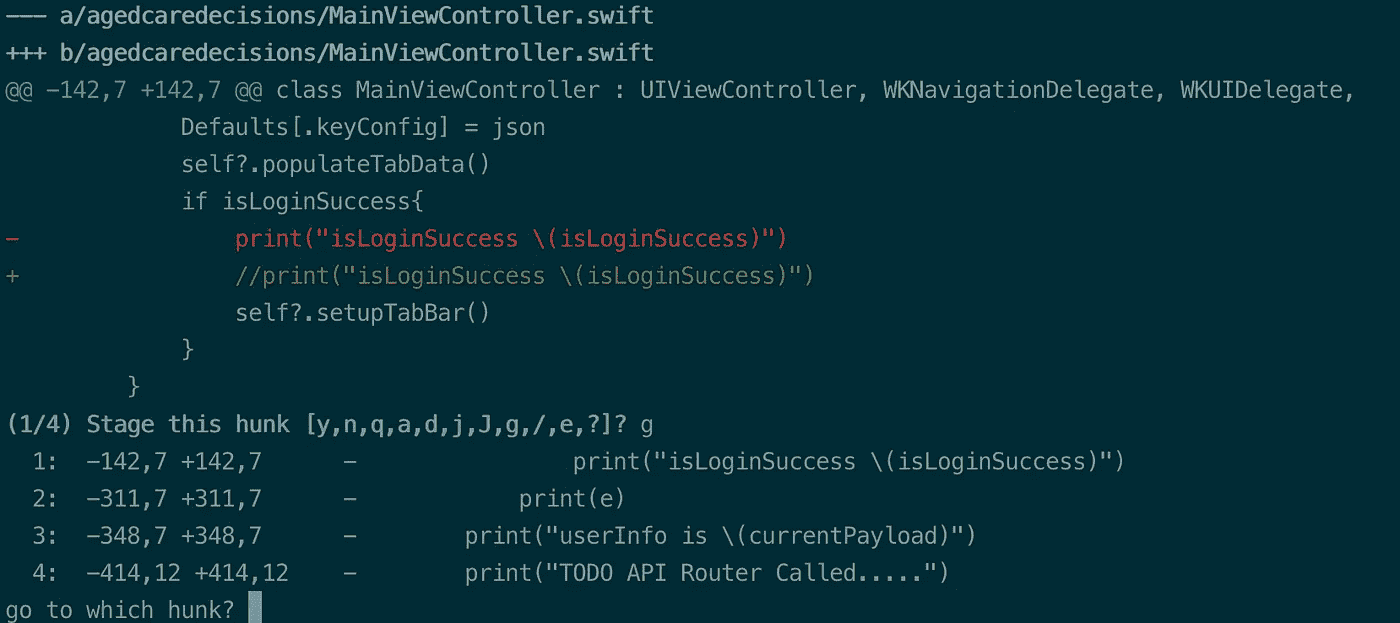 --- a/agedcaredecisions/MainViewController.swift
+++ b/agedcaredecisions/MainViewController.swift
@@ -142,7 +142,7 @@ class MainViewController : UIViewController, WKNavigationDelegate, WKUIDelegate,
             Defaults[.keyConfig] = json
             self?.populateTabData()
             if isLoginSuccess{
-                print("isLoginSuccess \(isLoginSuccess)")
+                //print("isLoginSuccess \(isLoginSuccess)")
                 self?.setupTabBar()
             }
         }
(1/4) Stage this hunk [y,n,q,a,d,j,J,g,/,e,?]? g
  1:  -142,7 +142,7      -                print("isLoginSuccess \(isLoginSuccess)")
  2:  -311,7 +311,7      -            print(e)
  3:  -348,7 +348,7      -        print("userInfo is \(currentPayload)")
  4:  -414,12 +414,12    -        print("TODO API Router Called.....")
go to which hunk?